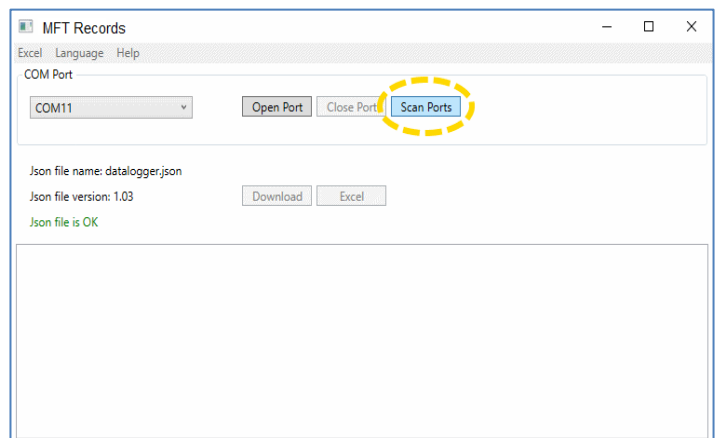 MFT Records
Excel Language Help
COM Port
COM11 Open Port Close Port Scan Ports
Json file name: datalogger.json
Json file version: 1.03 Download Excel
Json file is OK